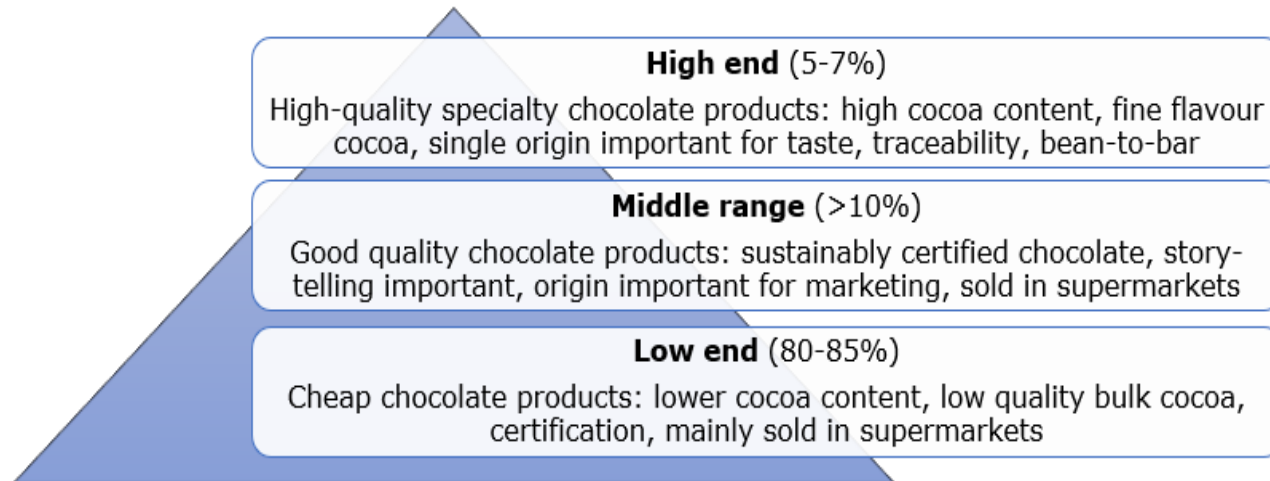 High end (5-7%)
High-quality specialty chocolate products: high cocoa content, fine flavour
cocoa, single origin important for taste, traceability, bean-to-bar
Middle range (>10%)
Good quality chocolate products: sustainably certified chocolate, story-
telling important, origin important for marketing, sold in supermarkets
Low end (80-85%)
Cheap chocolate products: lower cocoa content, low quality bulk cocoa,
certification, mainly sold in supermarkets